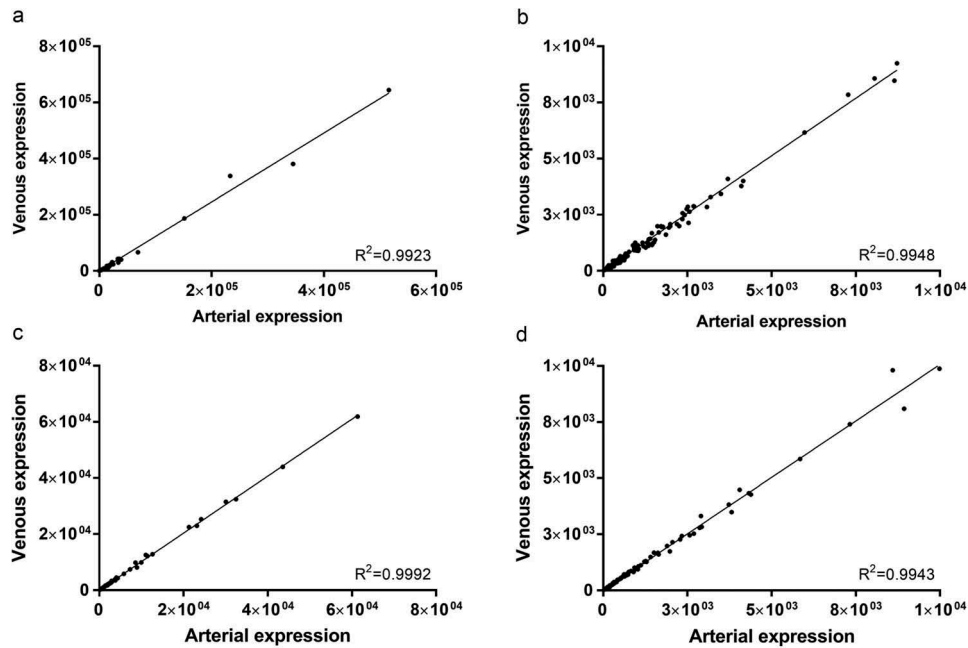 a
8×10⁰⁵
6×10⁰⁵
4×10⁰⁵
2×10⁰⁵
0
Venous expression
0 2×10⁰⁵ 4×10⁰⁵ 6×10⁰⁵
Arterial expression
R²=0.9923
b
1×10⁰⁴
8×10⁰³
5×10⁰³
3×10⁰³
0
Venous expression
0 3×10⁰³ 5×10⁰³ 8×10⁰³ 1×10⁰⁴
Arterial expression
R²=0.9948
c
8×10⁰⁴
6×10⁰⁴
4×10⁰⁴
2×10⁰⁴
0
Venous expression
0 2×10⁰⁴ 4×10⁰⁴ 6×10⁰⁴ 8×10⁰⁴
Arterial expression
R²=0.9992
d
1×10⁰⁴
8×10⁰³
5×10⁰³
3×10⁰³
0
Venous expression
0 3×10⁰³ 5×10⁰³ 8×10⁰³ 1×10⁰⁴
Arterial expression
R²=0.9943